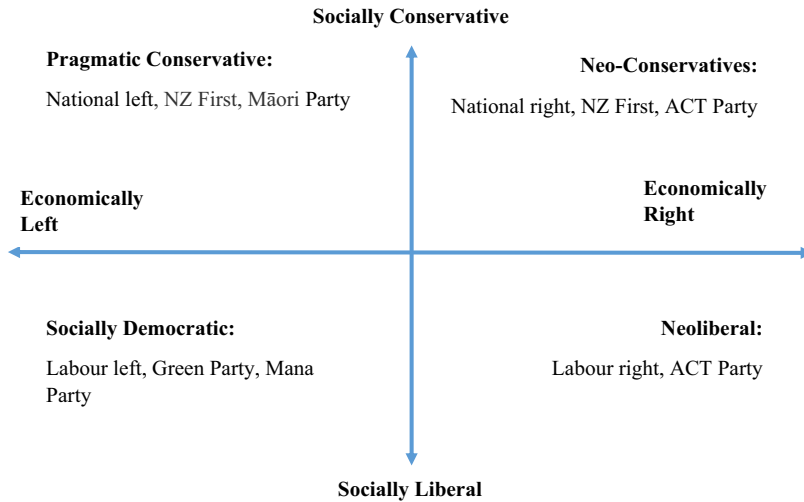 Socially Conservative
Pragmatic Conservative:
Neo-Conservatives:
National left, NZ First, Māori Party
National right, NZ First, ACT Party
Economically
Left
Economically
Right
Socially Democratic:
Neoliberal:
Labour left, Green Party, Mana
Party
Labour right, ACT Party
Socially Liberal